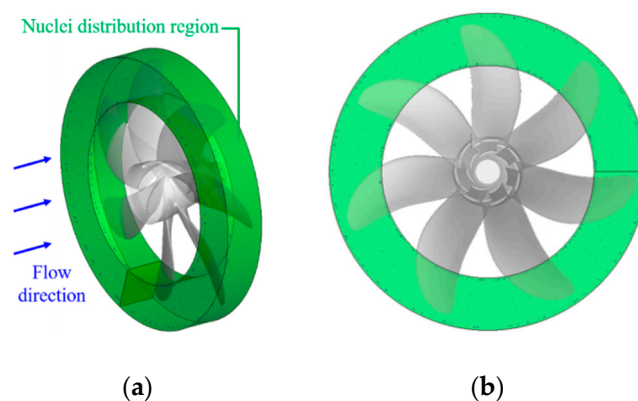 Nuclei distribution region
Flow
direction
(a)
(b)